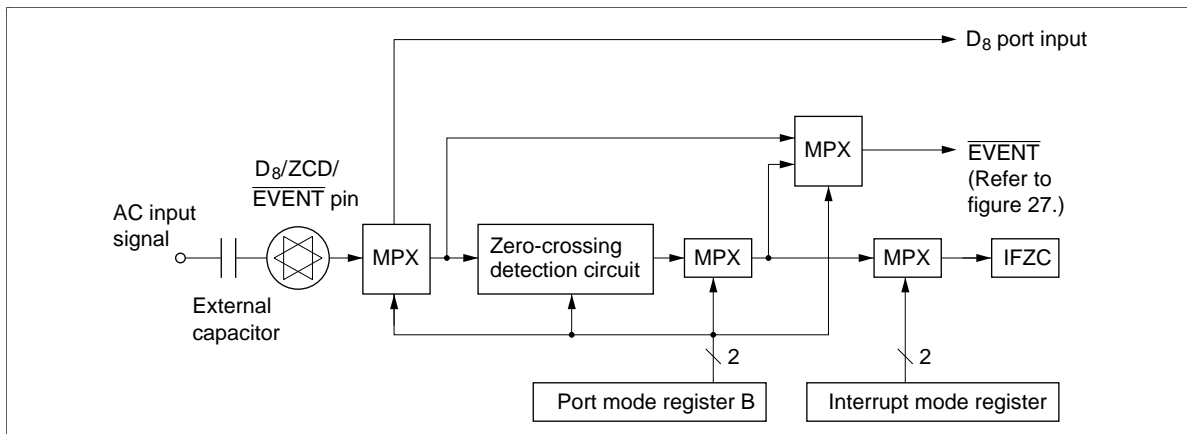 D8 port input
MPX
EVENT
(Refer to
figure 27.)
D8/ZCD/
EVENT pin
AC input
signal
MPX
Zero-crossing
detection circuit
MPX
MPX
IFZC
External
capacitor
2
2
Port mode register B
Interrupt mode register